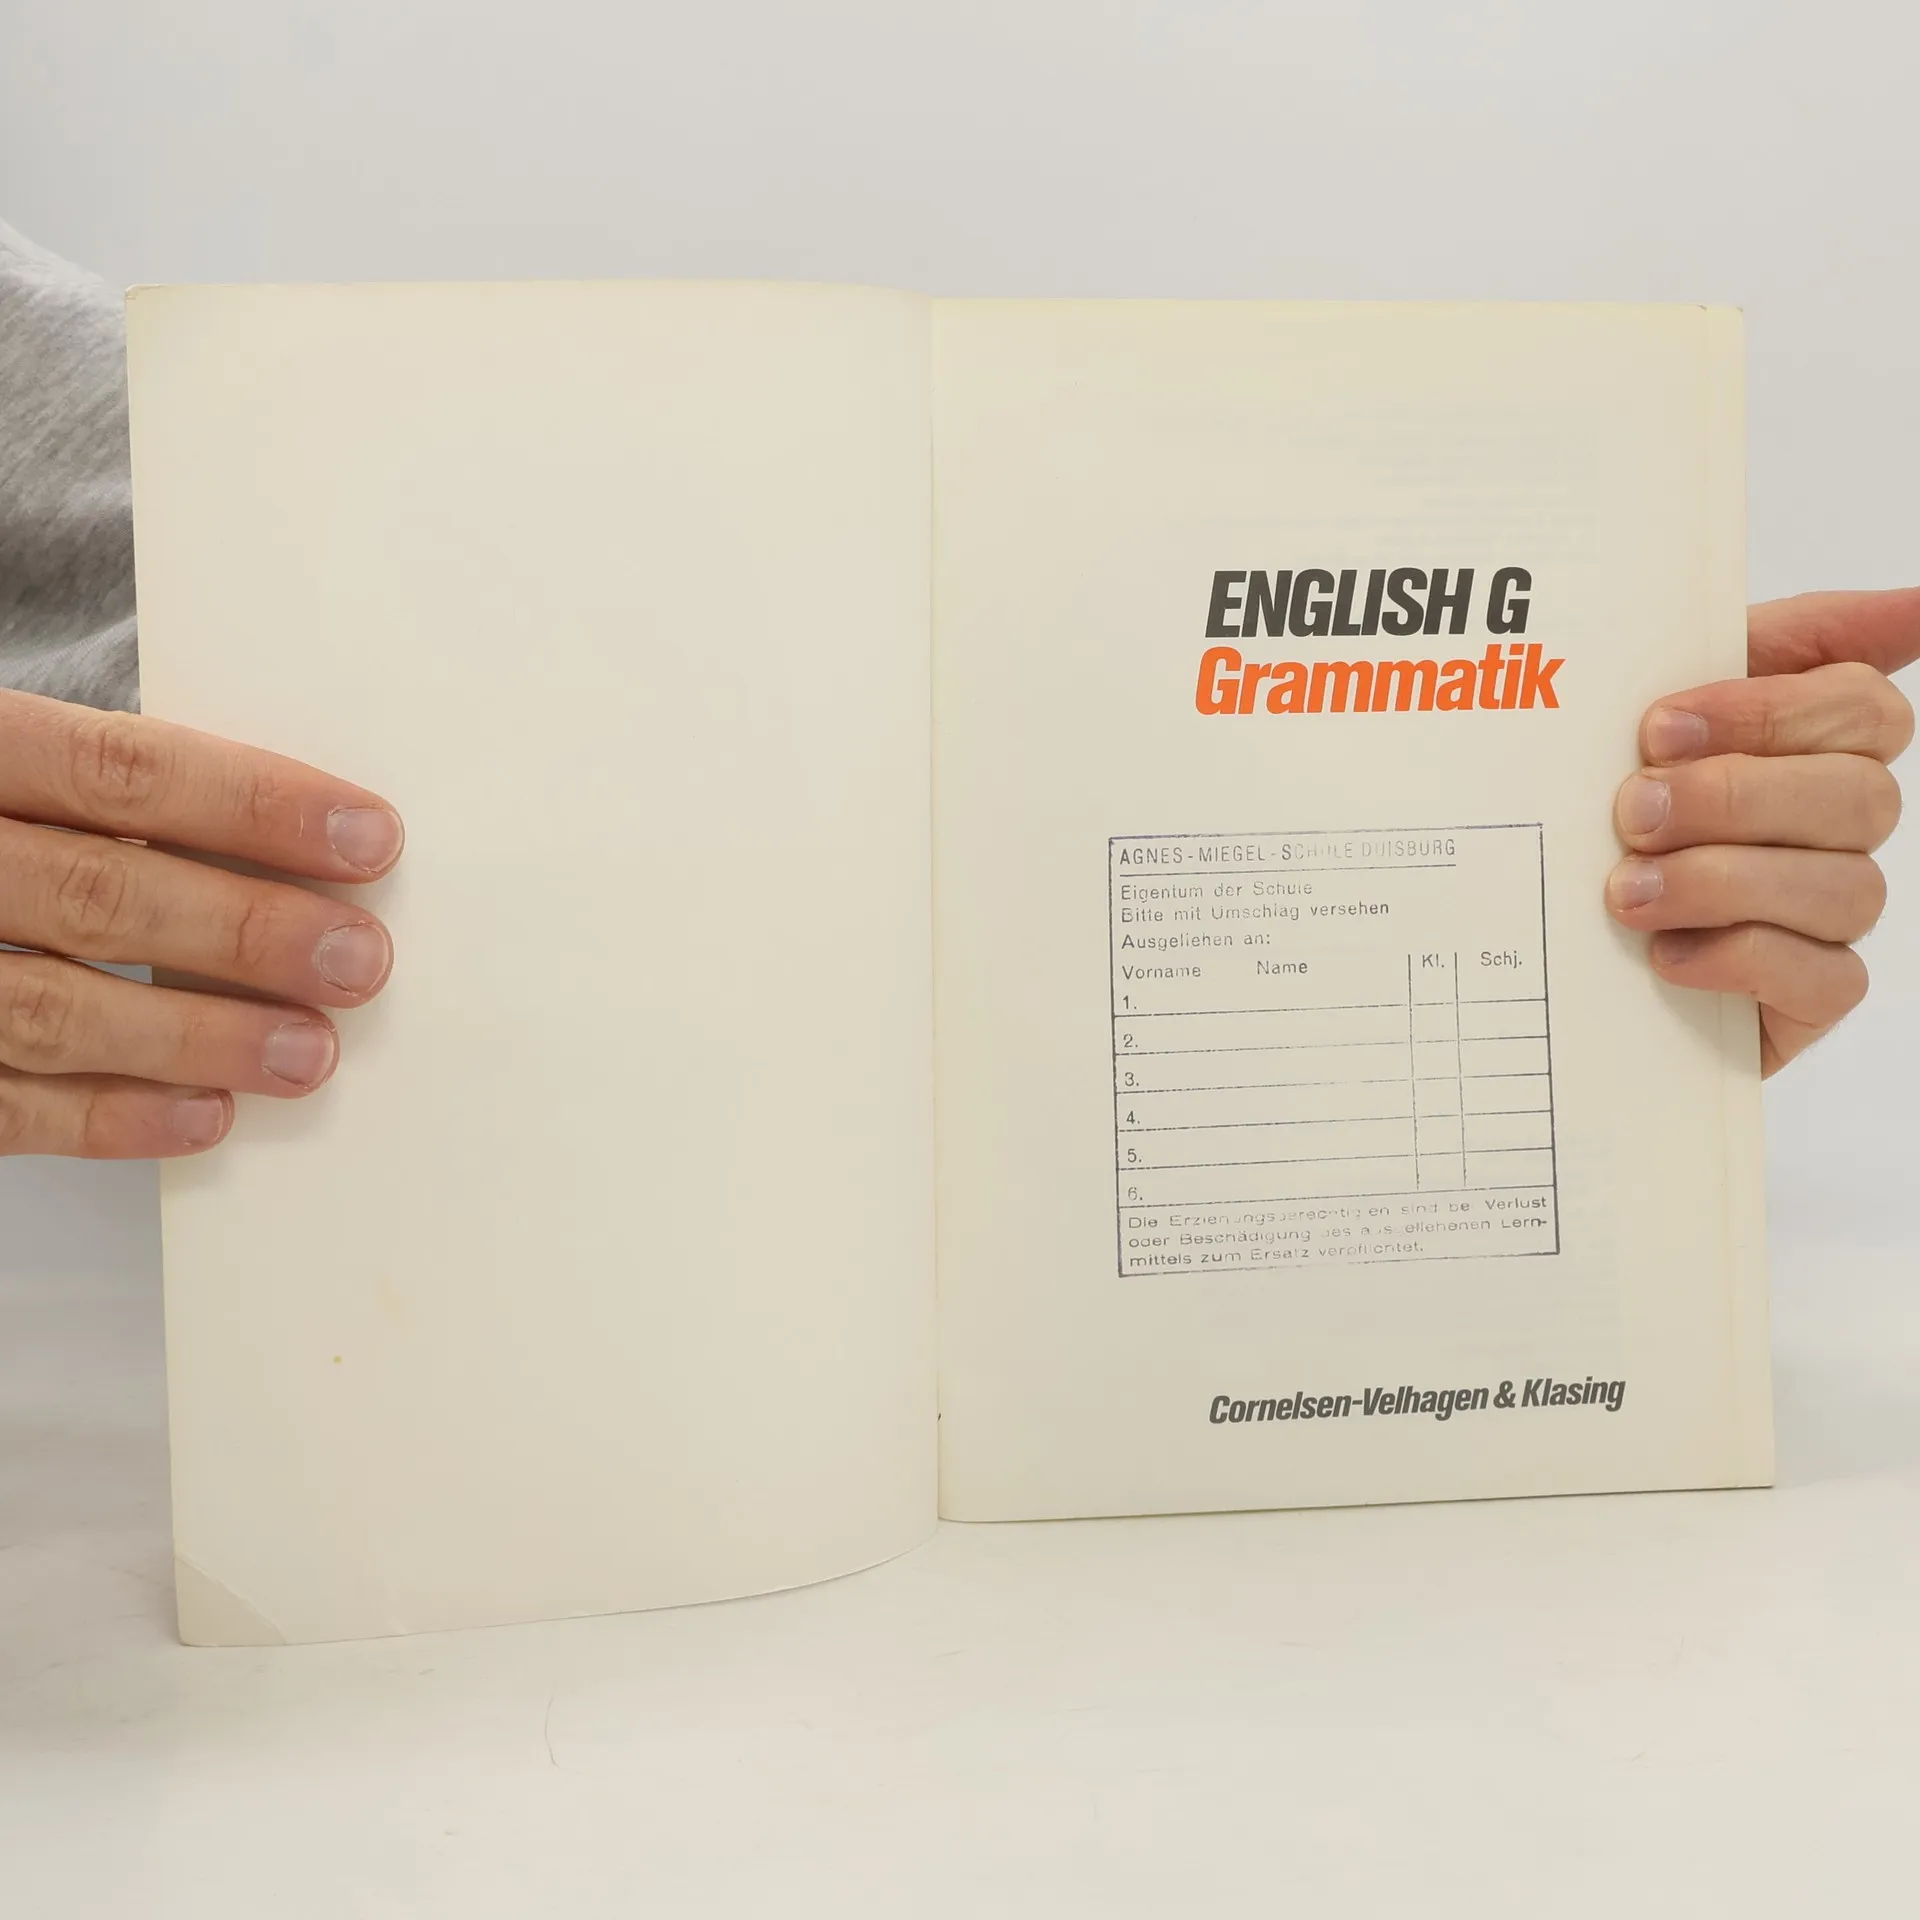 ENGLISH G
Grammatik
AGNES-MIEGEL-SCHULE DUISBURG
Eigentum der Schule
Bitte mit Umschlag versehen
Ausgeliehen an:
Vorname Name Kl. Schj.
1.
2.
3.
4.
5.
6.
Die Erziehungsberechtigten sind bei Verlust
oder Beschädigung des ausgeliehenen Lern-
mittels zum Ersatz verpflichtet.
Cornelsen-Velhagen & Klasing